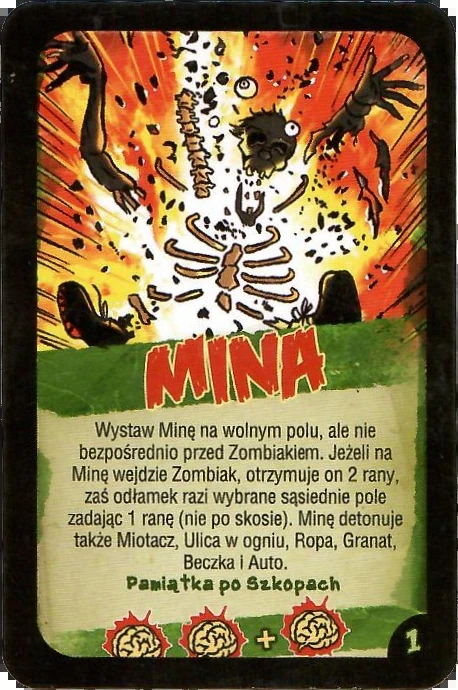 MINA
Wystaw Minę na wolnym polu, ale nie
bezpośrednio przed Zombiakiem. Jeżeli na
Minę wejdzie Zombiak, otrzymuje on 2 rany,
zaś odłamek razi wybrane sąsiednie pole
zadając 1 ranę (nie po skosie). Minę detonuje
także Miotacz, Ulica w ogniu, Ropa, Granat,
Beczka i Auto.
Pamiątka po Szkopach
+
1